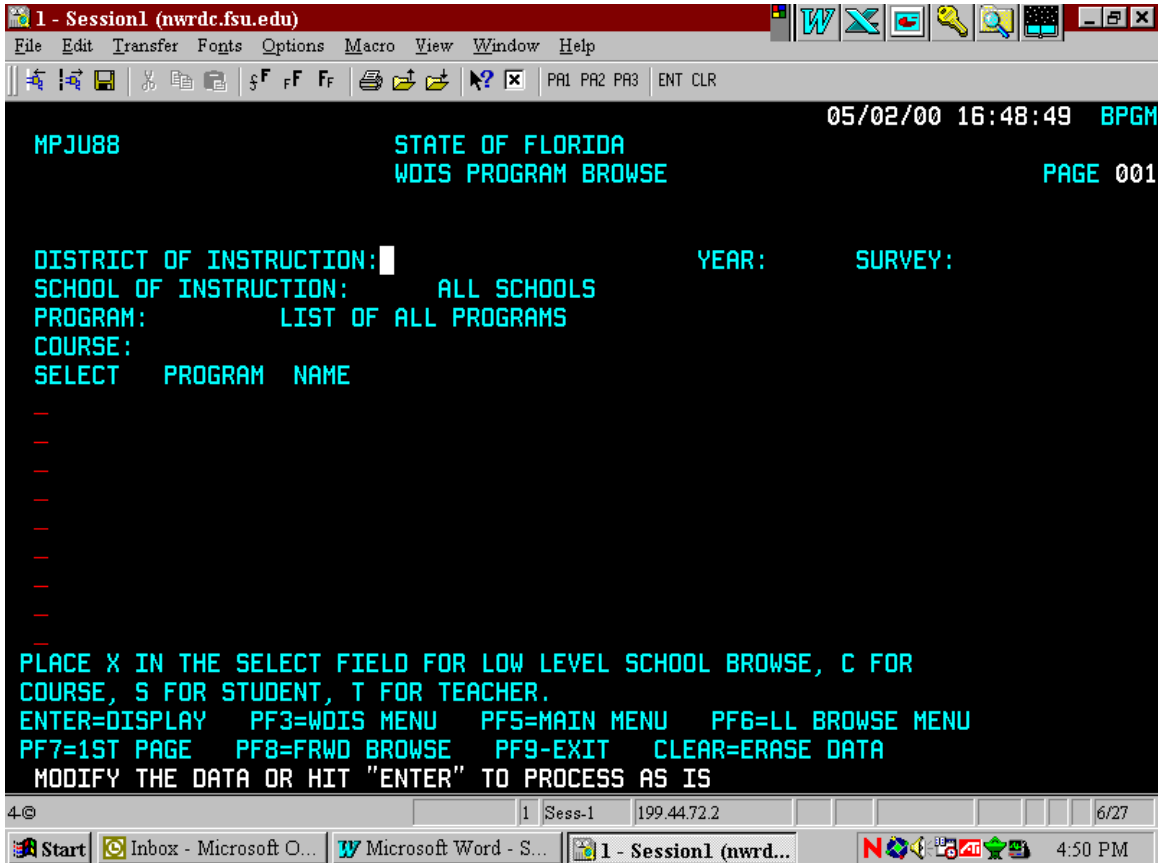 1 - Session1 (nwrdc.fsu.edu)
File Edit Transfer Fonts Options Macro View Window Help
PA1 PA2 PA3 ENT CLR
05/02/00 16:48:49 BPGM
MPJU88 STATE OF FLORIDA
WDIS PROGRAM BROWSE PAGE 001
DISTRICT OF INSTRUCTION: YEAR: SURVEY:
SCHOOL OF INSTRUCTION: ALL SCHOOLS
PROGRAM: LIST OF ALL PROGRAMS
COURSE:
SELECT PROGRAM NAME
_
_
_
_
_
_
_
_
_
PLACE X IN THE SELECT FIELD FOR LOW LEVEL SCHOOL BROWSE, C FOR
COURSE, S FOR STUDENT, T FOR TEACHER.
ENTER=DISPLAY PF3=WDIS MENU PF5=MAIN MENU PF6=LL BROWSE MENU
PF7=1ST PAGE PF8=FRWD BROWSE PF9-EXIT CLEAR=ERASE DATA
MODIFY THE DATA OR HIT "ENTER" TO PROCESS AS IS
4-© 1 Sess-1 199.44.72.2 6/27
Start Inbox - Microsoft O... Microsoft Word - S... 1 - Session1 (nwrd... 4:50 PM